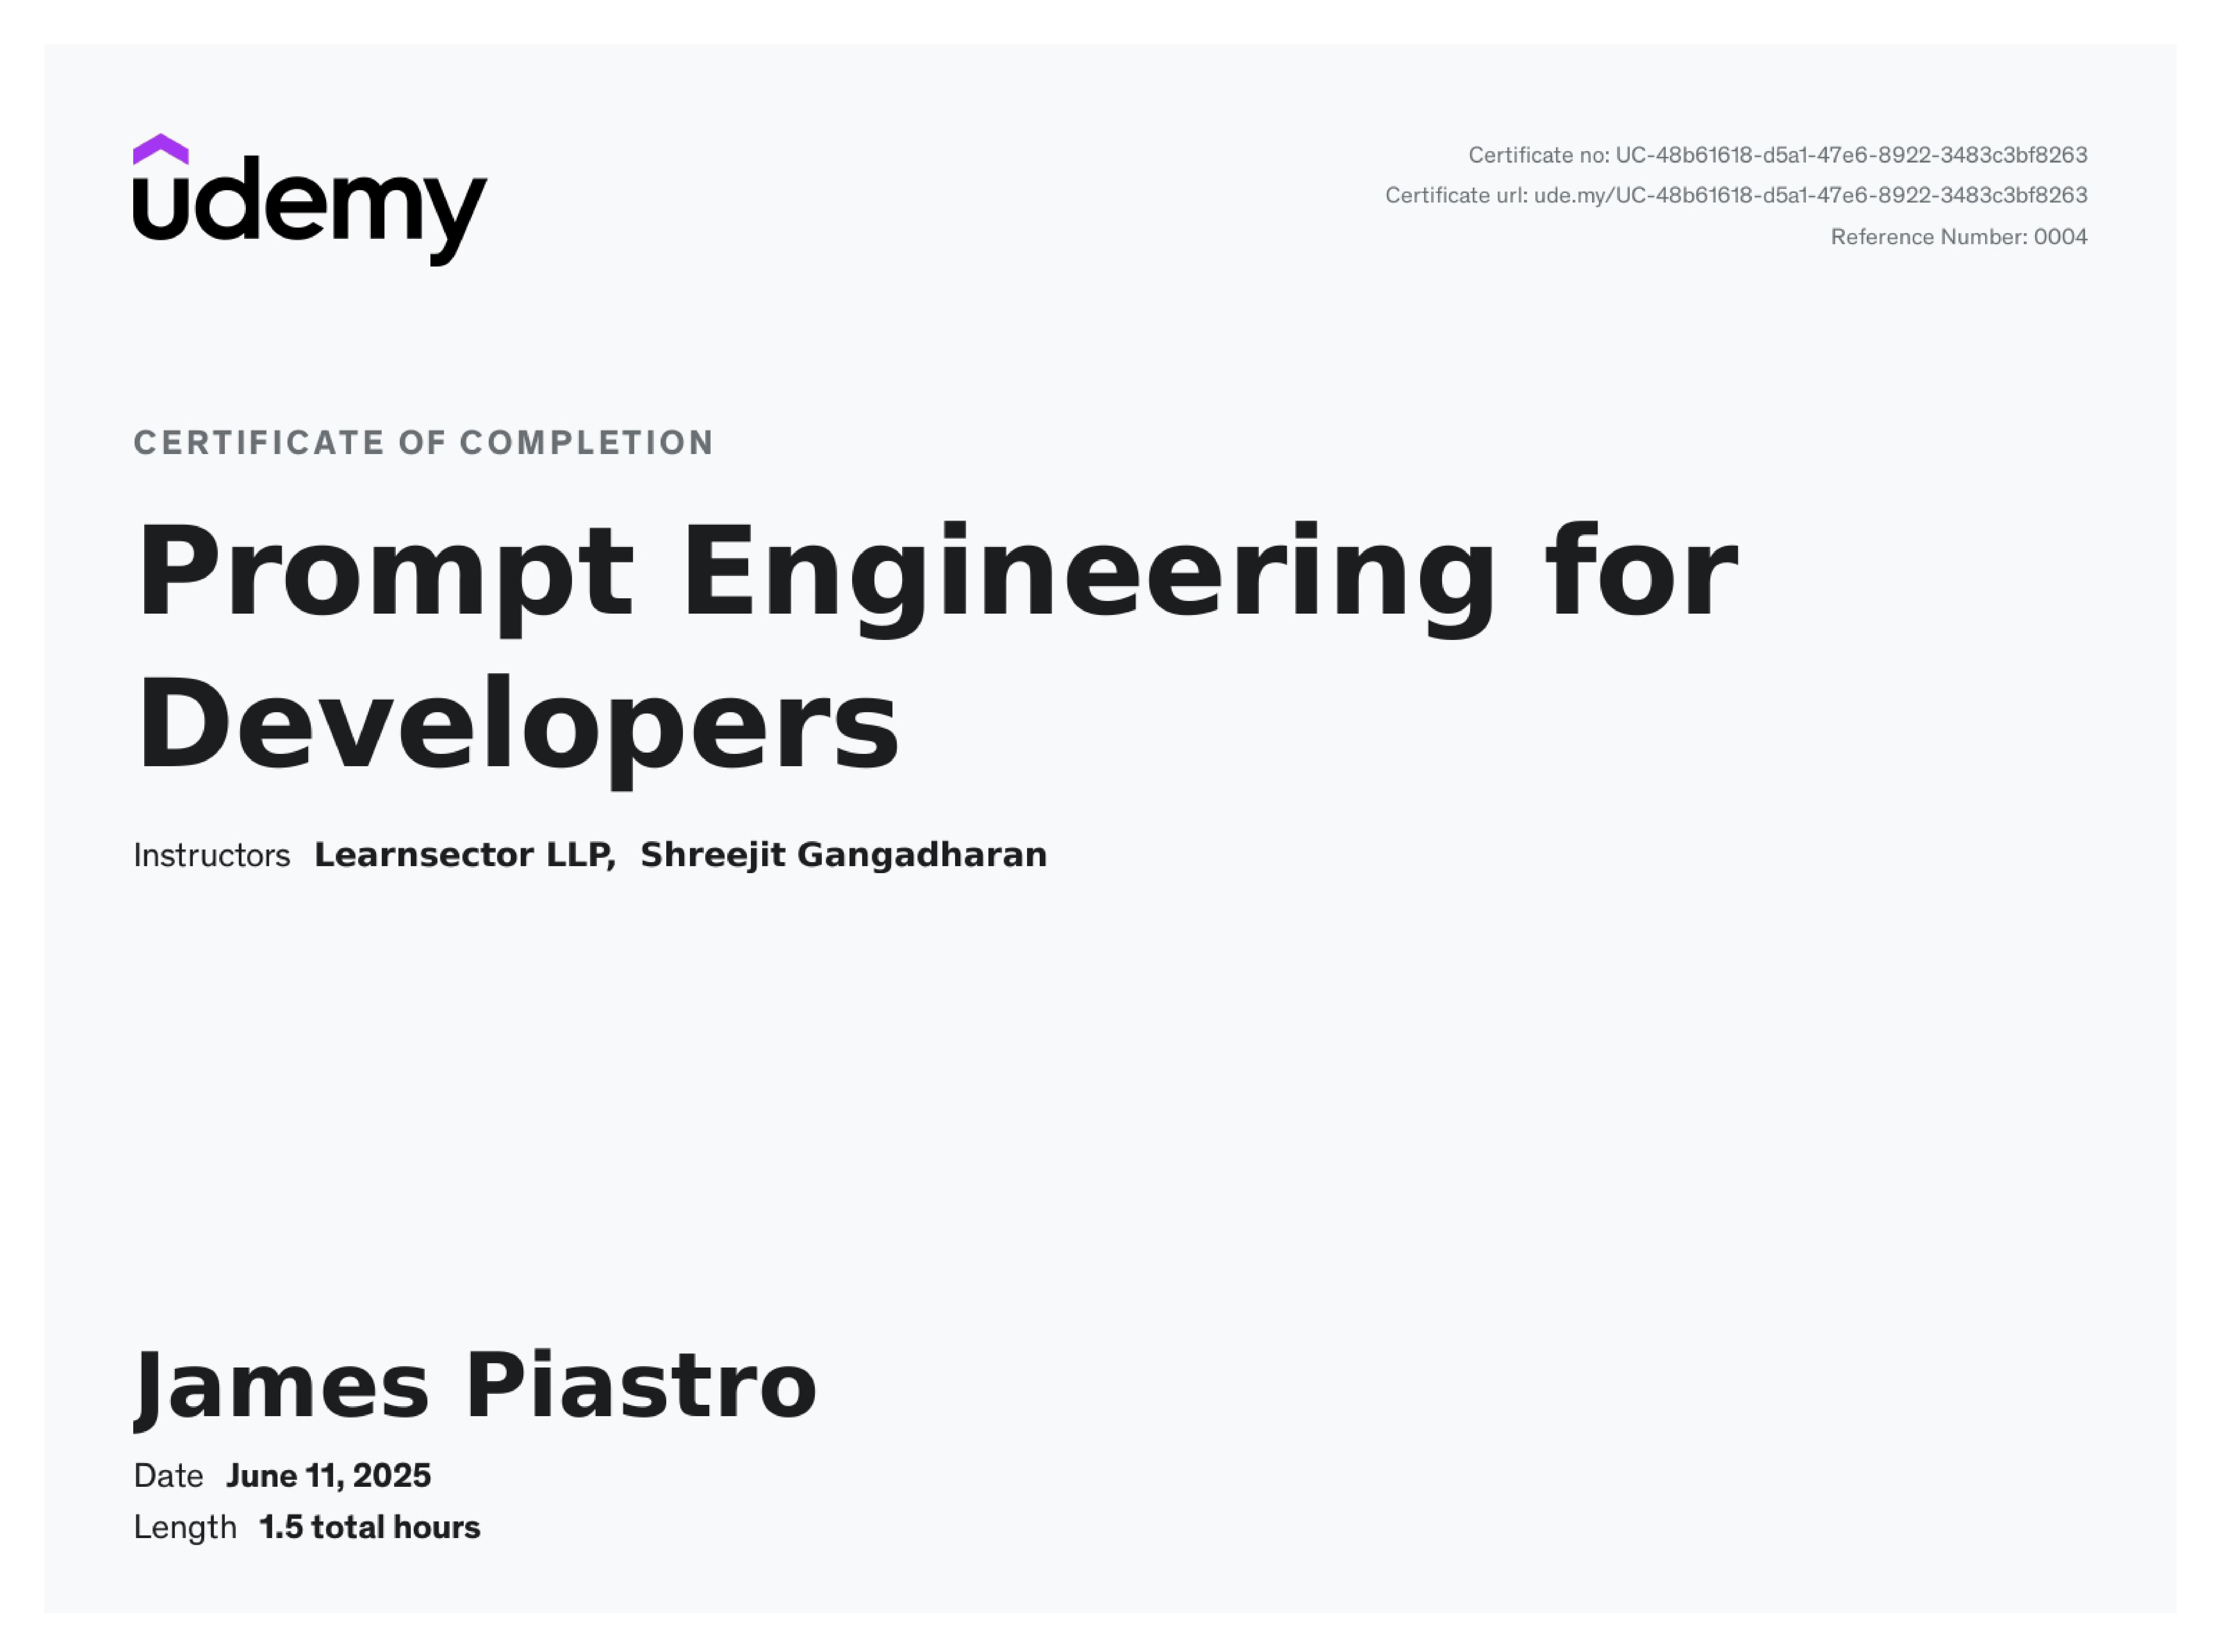 udemy
Certificate no: UC-48b61618-d5a1-47e6-8922-3483c3bf8263
Certificate url: ude.my/UC-48b61618-d5a1-47e6-8922-3483c3bf8263
Reference Number: 0004
CERTIFICATE OF COMPLETION
Prompt Engineering for
Developers
Instructors Learnsector LLP, Shreejit Gangadharan
James Piastro
Date June 11, 2025
Length 1.5 total hours